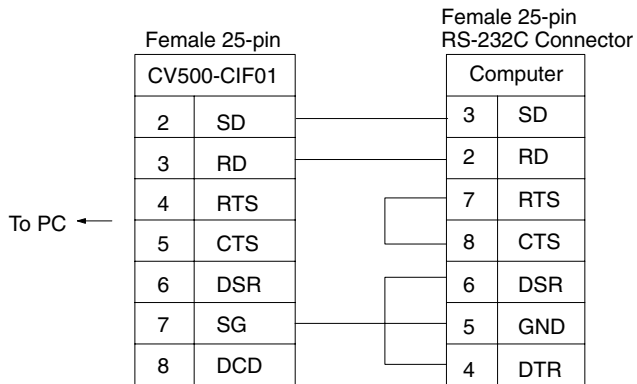 Female 25-pin
CV500-CIF01
2 SD
3 RD
4 RTS
5 CTS
6 DSR
7 SG
8 DCD
To PC
Female 25-pin
RS-232C Connector
Computer
3 SD
2 RD
7 RTS
8 CTS
6 DSR
5 GND
4 DTR